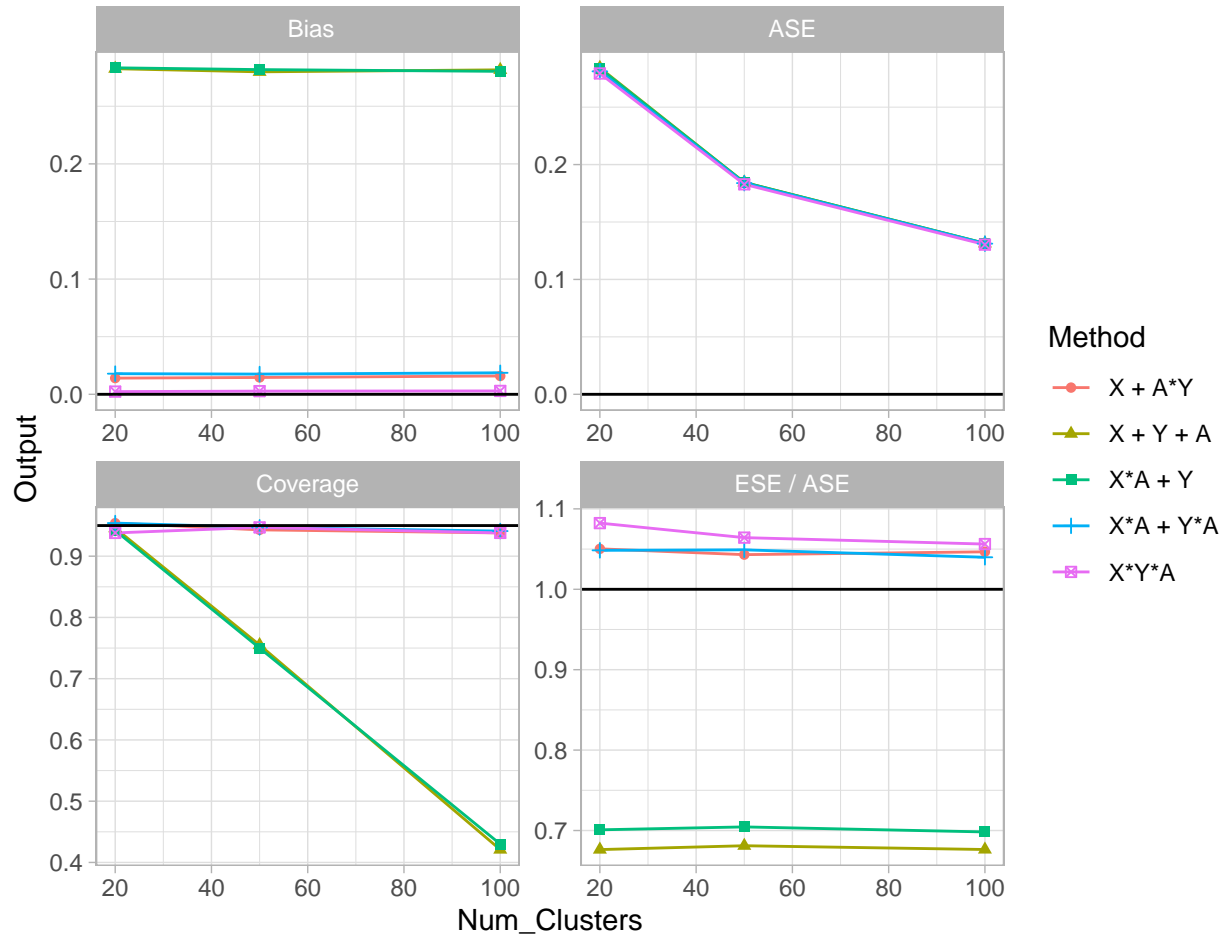 Bias
ASE
0.2
0.1
0.0
0.2
0.1
0.0
20 40 60 80 100
20 40 60 80 100
Output
Coverage
ESE / ASE
0.9
0.8
0.7
0.6
0.5
0.4
1.1
1.0
0.9
0.8
0.7
20 40 60 80 100
20 40 60 80 100
Num_Clusters
Method
X + A*Y
X + Y + A
X*A + Y
X*A + Y*A
X*Y*A